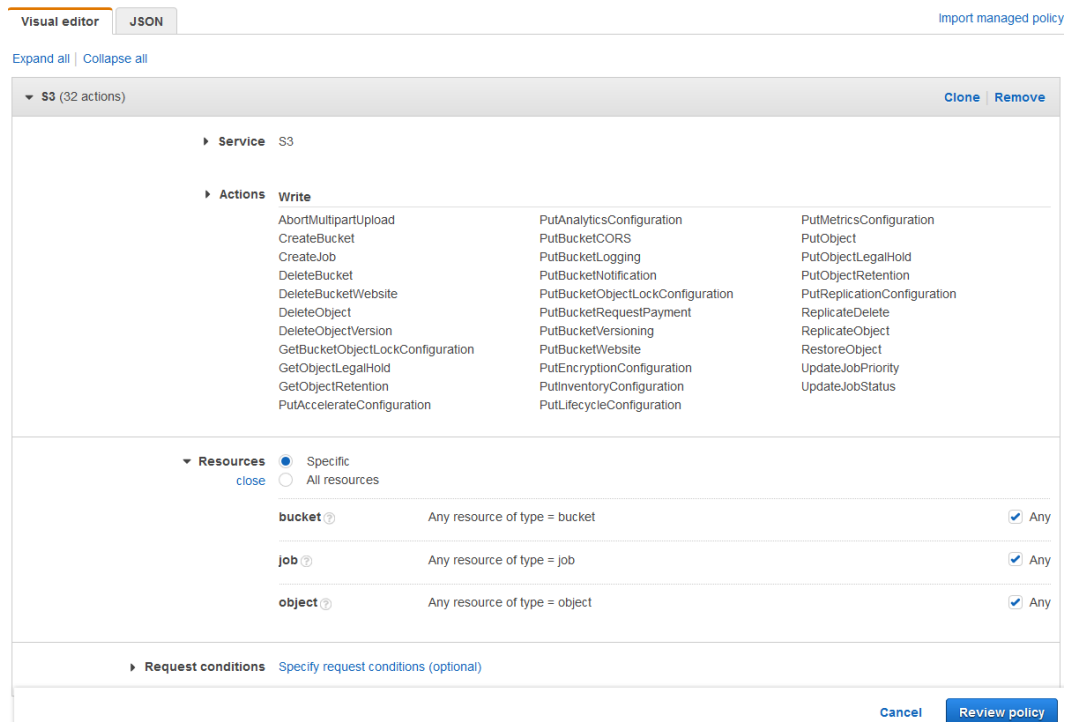 Visual editor
JSON
Import managed policy
Expand all | Collapse all
S3 (32 actions)
Clone | Remove
Service S3
Actions Write
AbortMultipartUpload PutAnalyticsConfiguration PutMetricsConfiguration
CreateBucket PutBucketCORS PutObject
CreateJob PutBucketLogging PutObjectLegalHold
DeleteBucket PutBucketNotification PutObjectRetention
DeleteBucketWebsite PutBucketObjectLockConfiguration PutReplicationConfiguration
DeleteObject PutBucketRequestPayment ReplicateDelete
DeleteObjectVersion PutBucketVersioning ReplicateObject
GetBucketObjectLockConfiguration PutBucketWebsite RestoreObject
GetObjectLegalHold PutEncryptionConfiguration UpdateJobPriority
GetObjectRetention PutInventoryConfiguration UpdateJobStatus
PutAccelerateConfiguration PutLifecycleConfiguration
Resources Specific
close All resources
bucket ? Any resource of type = bucket Any
job ? Any resource of type = job Any
object ? Any resource of type = object Any
Request conditions Specify request conditions (optional)
Cancel Review policy